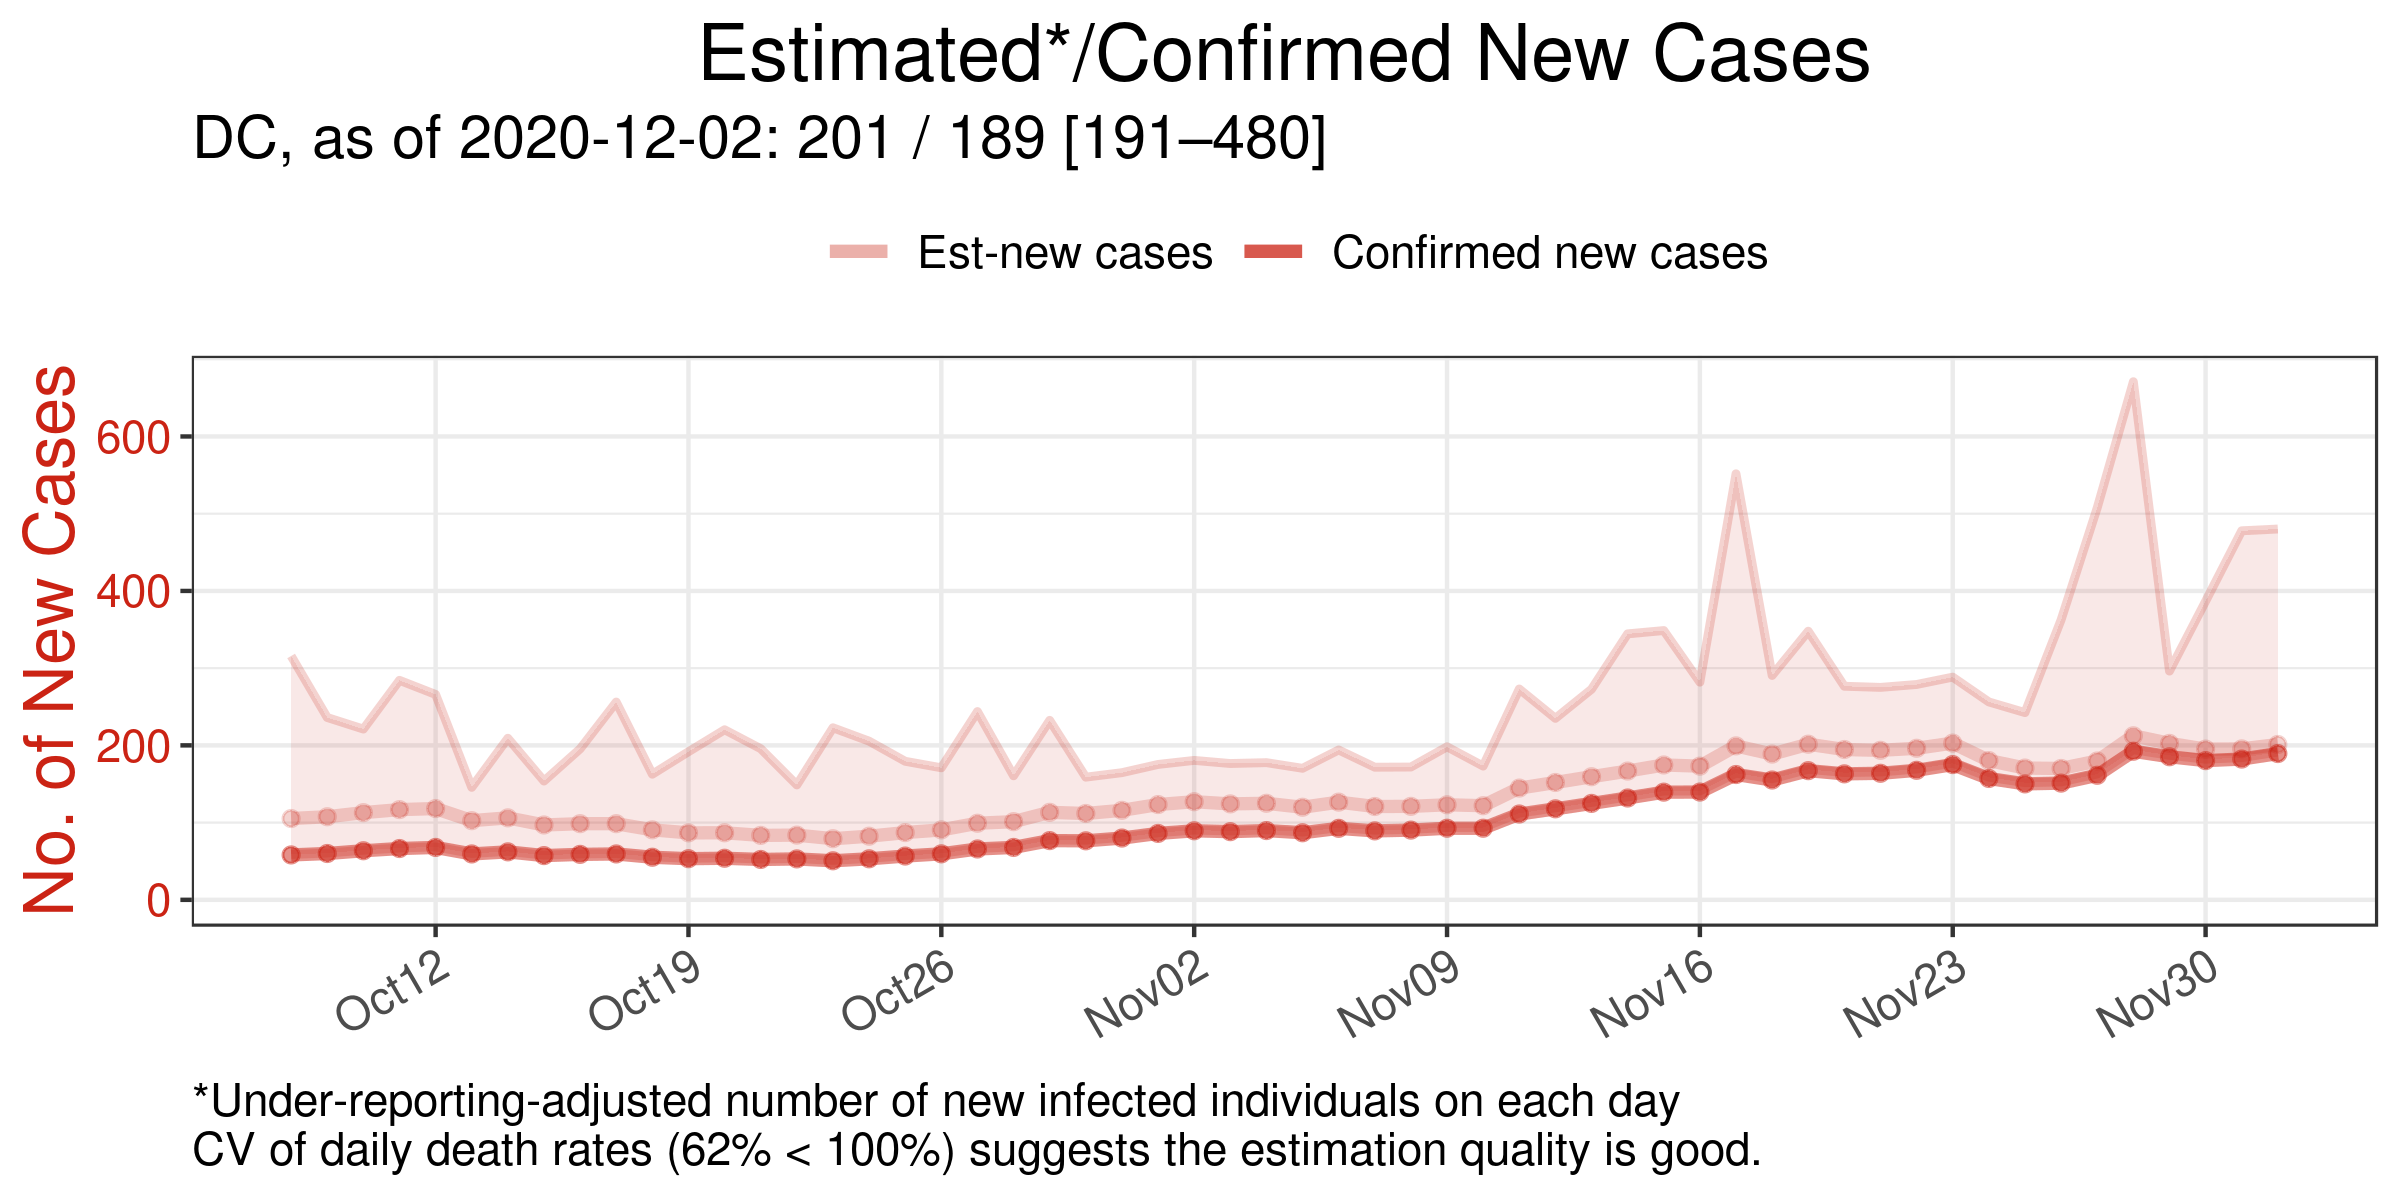 Estimated*/Confirmed New Cases
DC, as of 2020-12-02: 201 / 189 [191–480]
Est-new cases
Confirmed new cases
No. of New Cases
600
400
200
0
Oct12
Oct19
Oct26
Nov02
Nov09
Nov16
Nov23
Nov30
*Under-reporting-adjusted number of new infected individuals on each day
CV of daily death rates (62% < 100%) suggests the estimation quality is good.